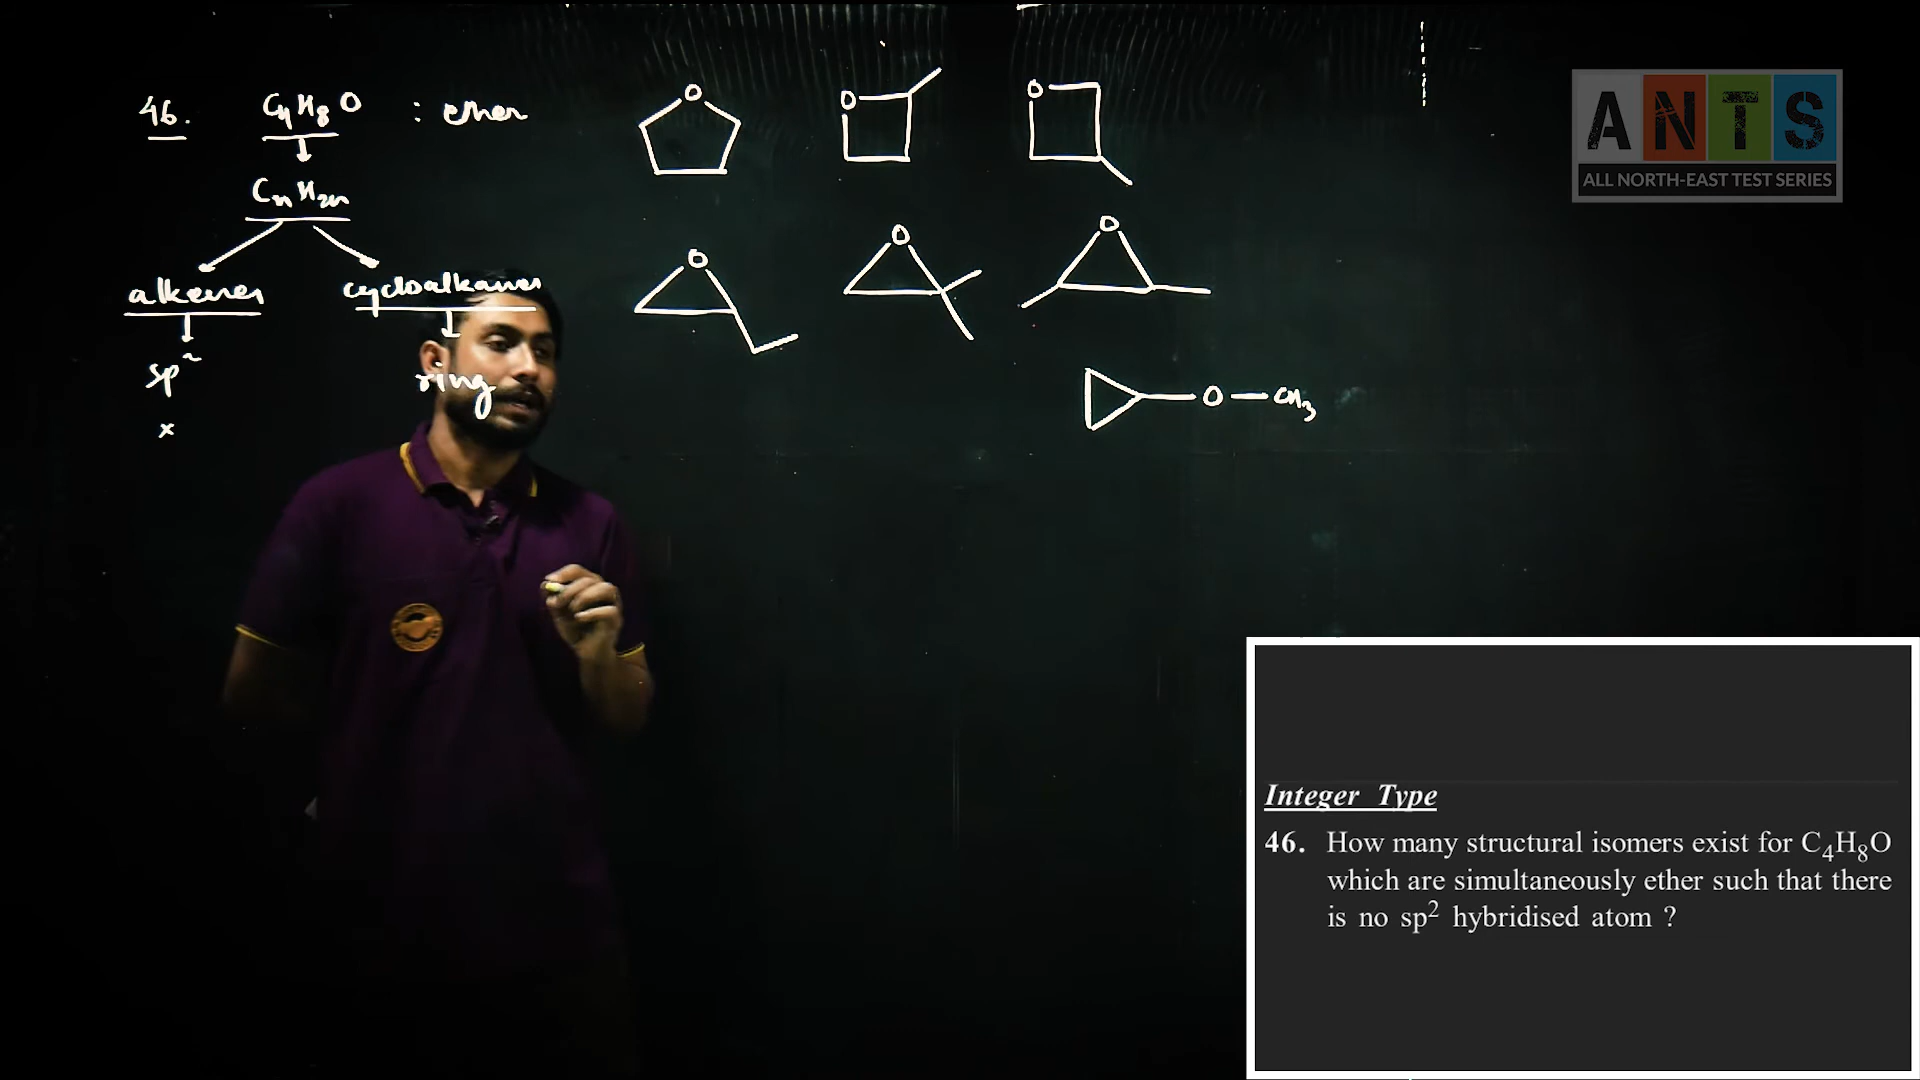 46. C4H8O : ether
CnH2n
alkenes cycloalkanes
sp²
ring
×
O
O
O
O
O
O
O — CH3
ANTS
ALL NORTH-EAST TEST SERIES
Integer Type
46. How many structural isomers exist for C₄H₈O
which are simultaneously ether such that there
is no sp² hybridised atom ?